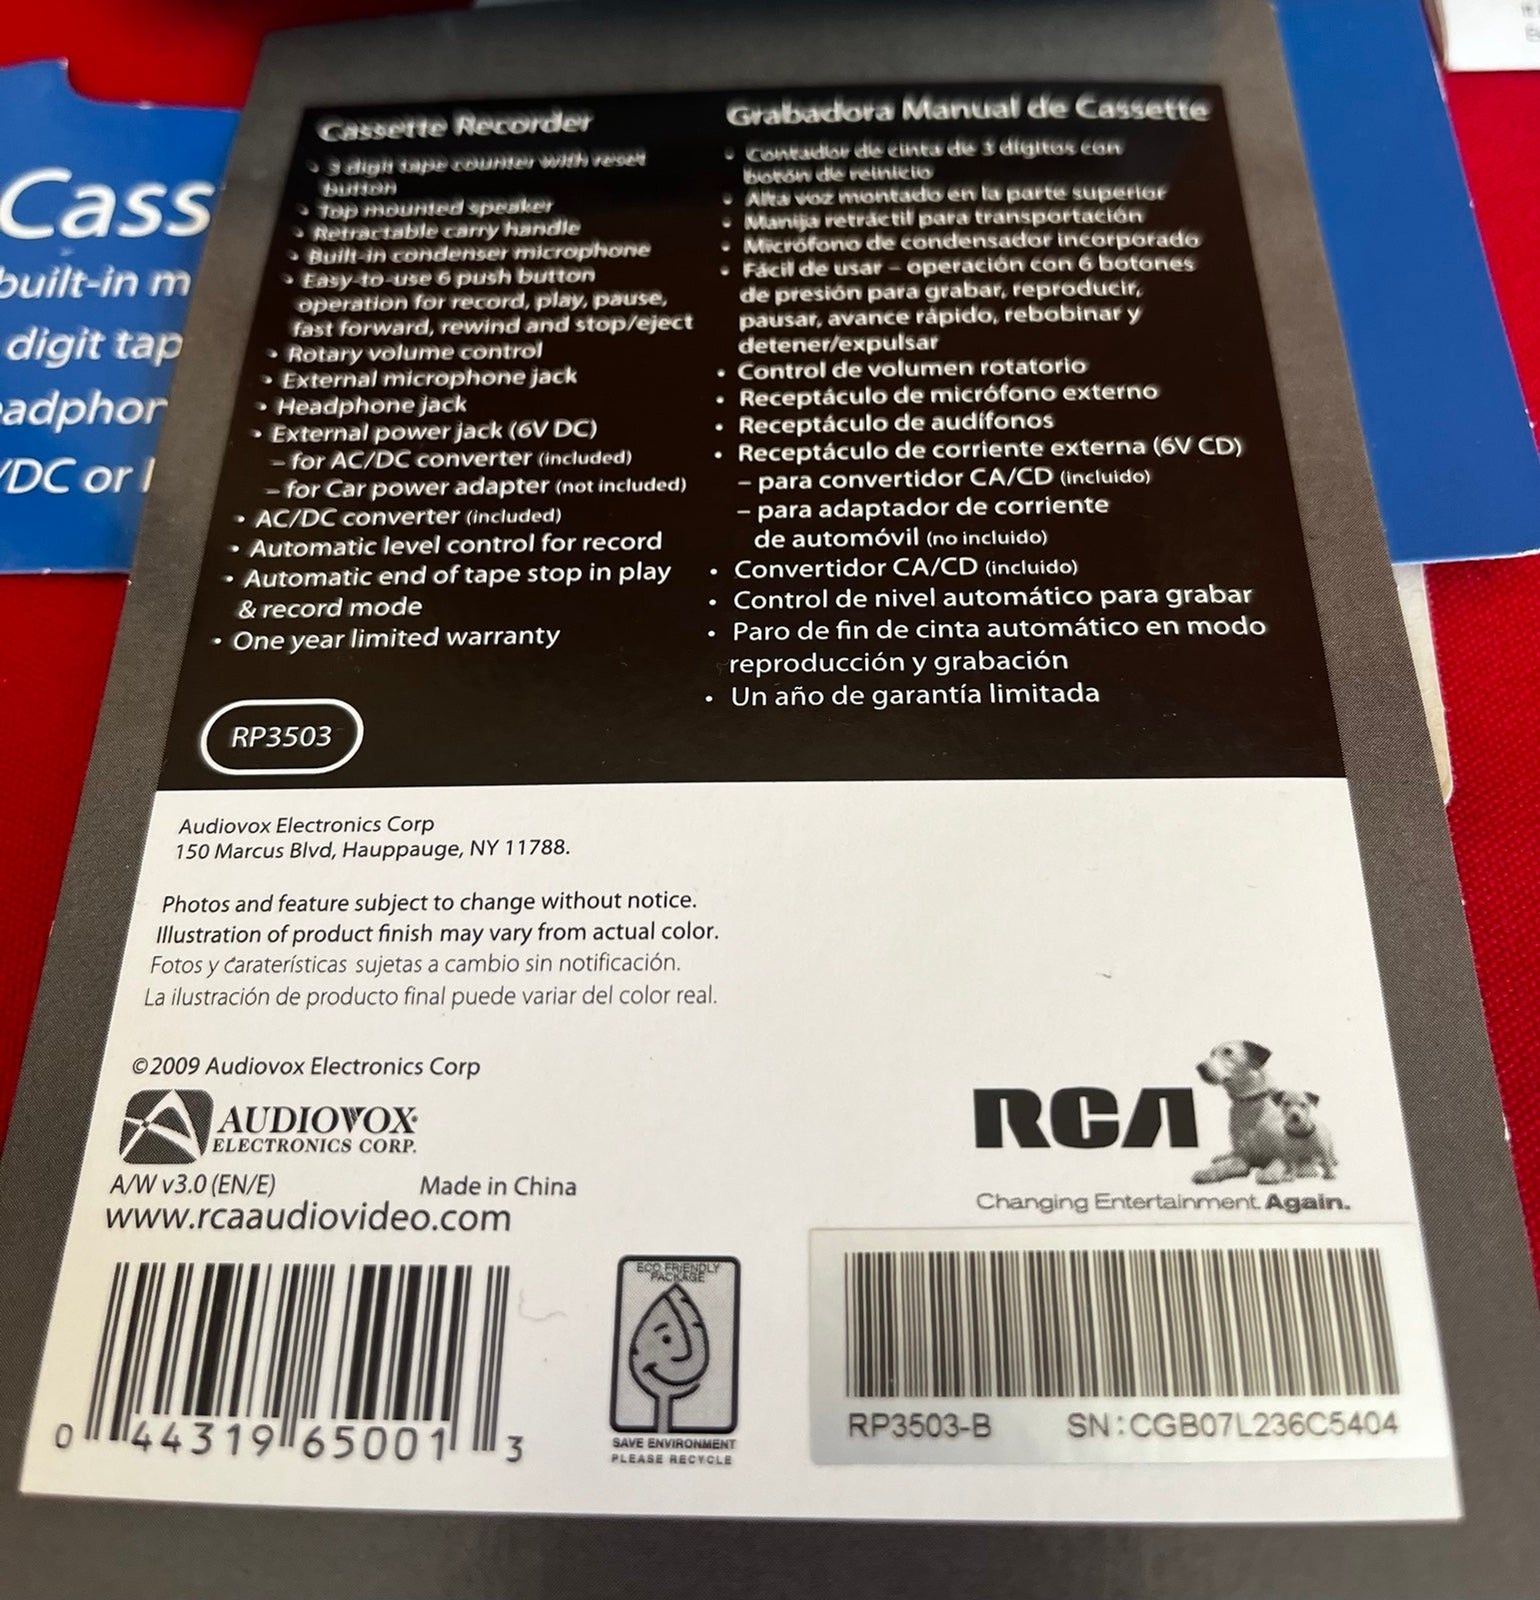 Cass
built-in m
digit tap
adphor
/DC or
Cassette Recorder
• 3 digit tape counter with reset
button
• Top mounted speaker
• Retractable carry handle
• Built-in condenser microphone
• Easy-to-use 6 push button
operation for record, play, pause,
fast forward, rewind and stop/eject
• Rotary volume control
• External microphone jack
• Headphone jack
• External power jack (6V DC)
– for AC/DC converter (included)
– for Car power adapter (not included)
• AC/DC converter (included)
• Automatic level control for record
• Automatic end of tape stop in play
& record mode
• One year limited warranty
Grabadora Manual de Cassette
• Contador de cinta de 3 dígitos con
botón de reinicio
• Alta voz montado en la parte superior
• Manija retráctil para transportación
• Micrófono de condensador incorporado
• Fácil de usar – operación con 6 botones
de presión para grabar, reproducir,
pausar, avance rápido, rebobinar y
detener/expulsar
• Control de volumen rotatorio
• Receptáculo de micrófono externo
• Receptáculo de audífonos
• Receptáculo de corriente externa (6V CD)
– para convertidor CA/CD (incluido)
– para adaptador de corriente
de automóvil (no incluido)
• Convertidor CA/CD (incluido)
• Control de nivel automático para grabar
• Paro de fin de cinta automático en modo
reproducción y grabación
• Un año de garantía limitada
RP3503
Audiovox Electronics Corp
150 Marcus Blvd, Hauppauge, NY 11788.
Photos and feature subject to change without notice.
Illustration of product finish may vary from actual color.
Fotos y caraterísticas sujetas a cambio sin notificación.
La ilustración de producto final puede variar del color real.
©2009 Audiovox Electronics Corp
AUDIOVOX
ELECTRONICS CORP.
A/W v3.0 (EN/E) Made in China
www.rcaaudiovideo.com
RCA
Changing Entertainment. Again.
0 44319 65001 3
ECO FRIENDLY
PACKAGE
SAVE ENVIRONMENT
PLEASE RECYCLE
RP3503-B SN:CGB07L236C5404